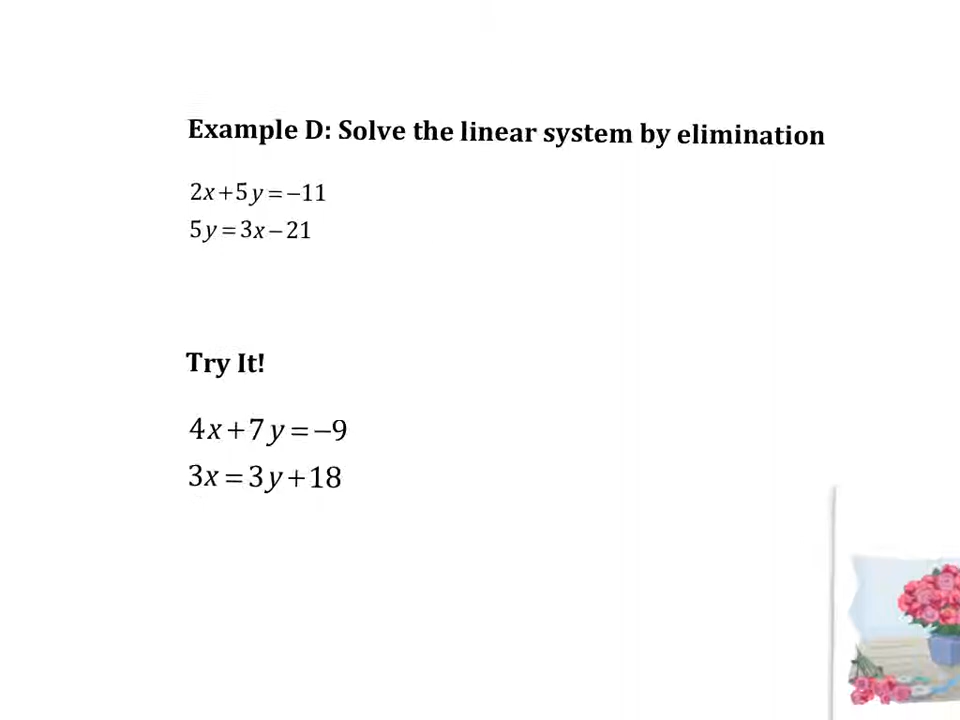 Example D: Solve the linear system by elimination
2x+5y=−11
5y=3x−21
Try It!
4x+7y=−9
3x=3y+18